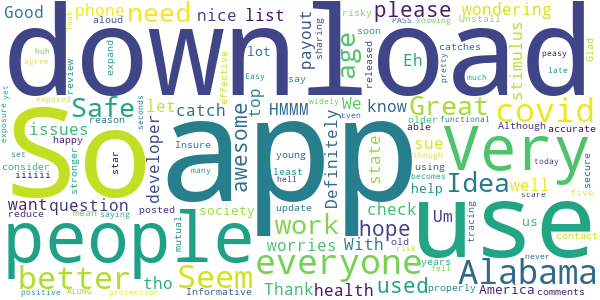 Good phone need nice list please wondering
download
aloud lot payout sharing risky PASS knowing Unstall
Eh stimulus catches huh expand say soon released pretty Easy peasy
agree review effective top age much late Glad
Safe let catch HMMM We know Great covid
fack exposed yet
exposure issues reason seconds developer awesome Definitely older able Although functional accurate
So app Very use
set happy widely Even
consider star Insure young state sue using though today secure
iiiiii stronger many least hell check help becomes scare five
want question society update Um Idea well us
reduce mean saying posted mutual work hope tracing contact
people everyone With used old years properly America never
better tho Seem worries risk fell Alabama
positive ALONG protection Informative Thank health comments